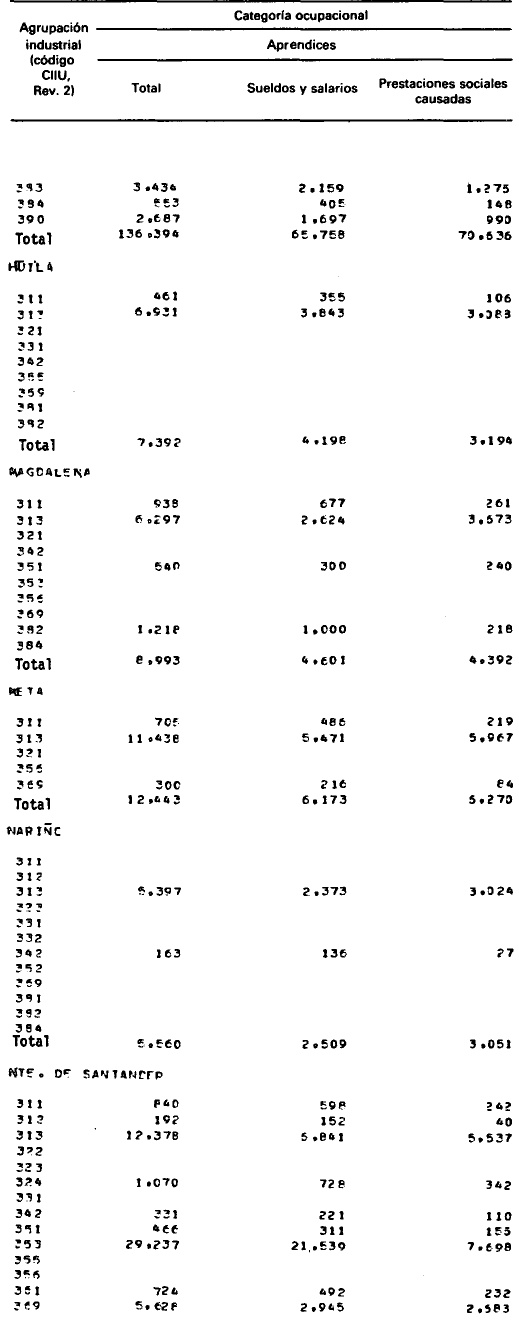 Categoría ocupacional
Agrupación industrial (código CIIU, Rev. 2)
Aprendices
Total Sueldos y salarios Prestaciones sociales causadas
393 3.434 2.159 1.275
384 553 405 148
390 2.687 1.697 990
Total 136.394 65.758 70.636
HUILA
311 461 355 106
313 6.931 3.843 3.088
321
331
342
355
359
381
382
Total 7.392 4.198 3.194
MAGDALENA
311 938 677 261
313 6.297 2.624 3.673
321
342
351 540 300 240
353
356
369
382 1.218 1.000 218
384
Total 8.993 4.601 4.392
META
311 705 486 219
313 11.438 5.471 5.967
321
356
369 300 216 84
Total 12.443 6.173 6.270
NARIÑO
311
312
313 5.397 2.373 3.024
323
331
332
342 163 136 27
352
369
381
382
384
Total 5.560 2.509 3.051
NTE. DE SANTANDER
311 840 598 242
312 192 152 40
313 12.378 5.841 6.537
322
323
324 1.070 728 342
331
342 331 221 110
351 466 311 155
353 29.237 21.539 7.698
355
356
361 724 492 232
369 5.628 2.945 2.683